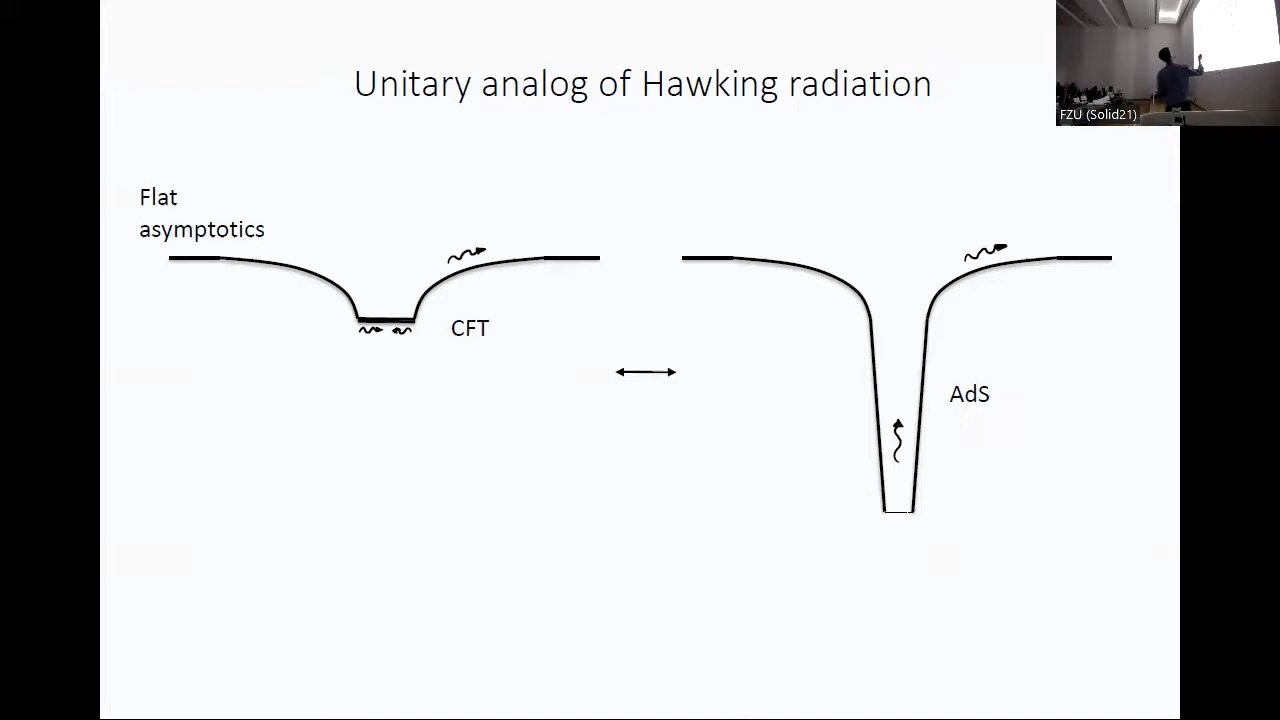 Unitary analog of Hawking radiation
FZU (Solid21)
Flat
asymptotics
CFT
AdS